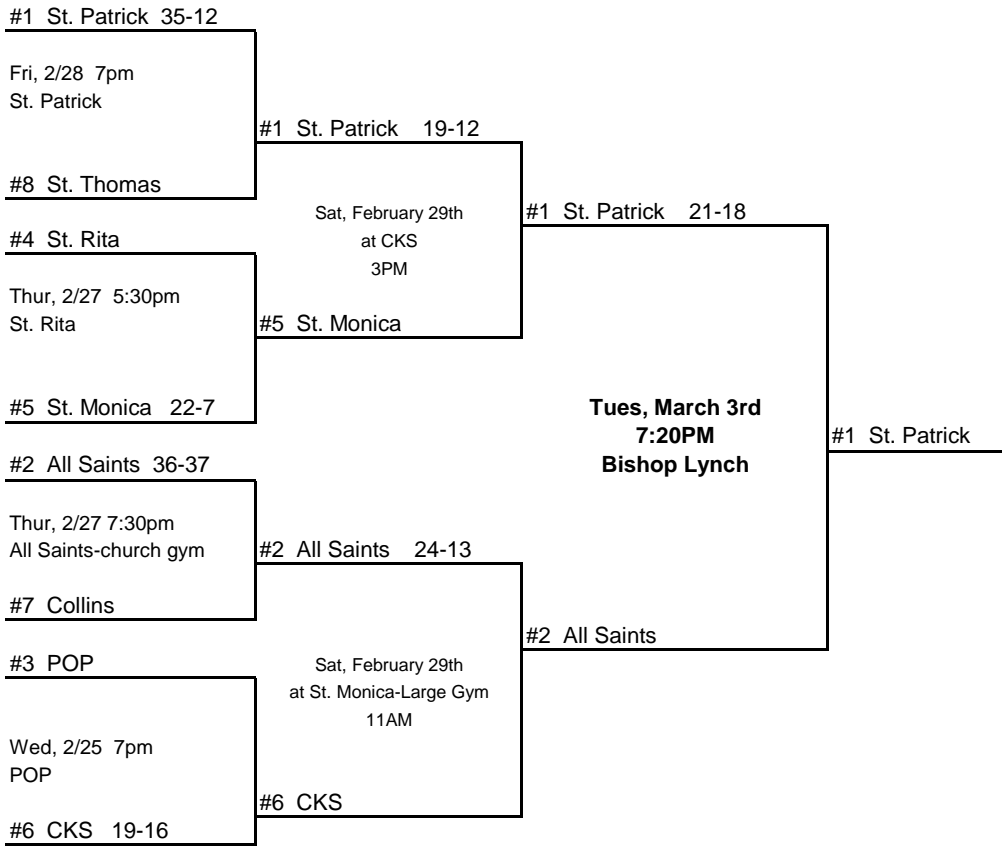 #1 St. Patrick 35-12
Fri, 2/28 7pm
St. Patrick
#8 St. Thomas
#4 St. Rita
Thur, 2/27 5:30pm
St. Rita
#5 St. Monica 22-7
#2 All Saints 36-37
Thur, 2/27 7:30pm
All Saints-church gym
#7 Collins
#3 POP
Wed, 2/25 7pm
POP
#6 CKS 19-16
#1 St. Patrick 19-12
Sat, February 29th
at CKS
3PM
#5 St. Monica
#2 All Saints 24-13
Sat, February 29th
at St. Monica-Large Gym
11AM
#6 CKS
#1 St. Patrick 21-18
Tues, March 3rd
7:20PM
Bishop Lynch
#2 All Saints
#1 St. Patrick